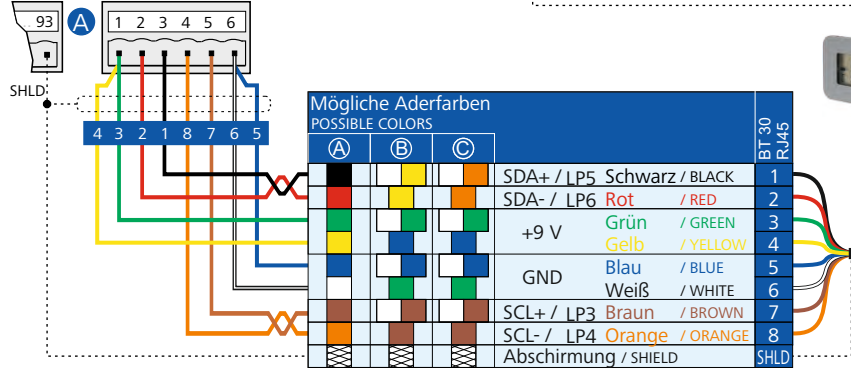 93 A 1 2 3 4 5 6
SHLD
4 3 2 1 8 7 6 5
Mögliche Aderfarben
POSSIBLE COLORS
A B C
BT 30
RJ45
SDA+ / LP5 Schwarz / BLACK 1
SDA- / LP6 Rot / RED 2
+9 V
Grün / GREEN 3
Gelb / YELLOW 4
GND
Blau / BLUE 5
Weiß / WHITE 6
SCL+ / LP3 Braun / BROWN 7
SCL- / LP4 Orange / ORANGE 8
Abschirmung / SHIELD SHLD